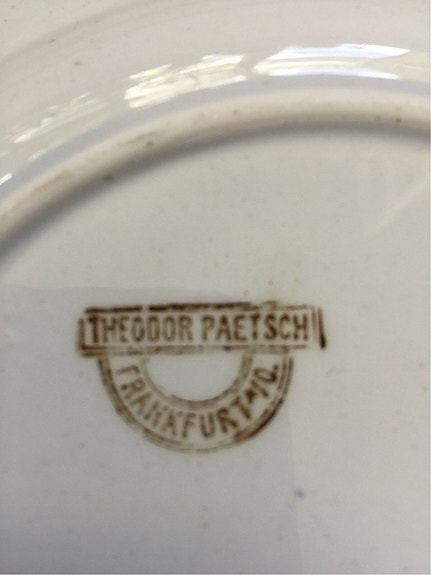 THEODOR PAETSCH
FRANKFURT a/O.